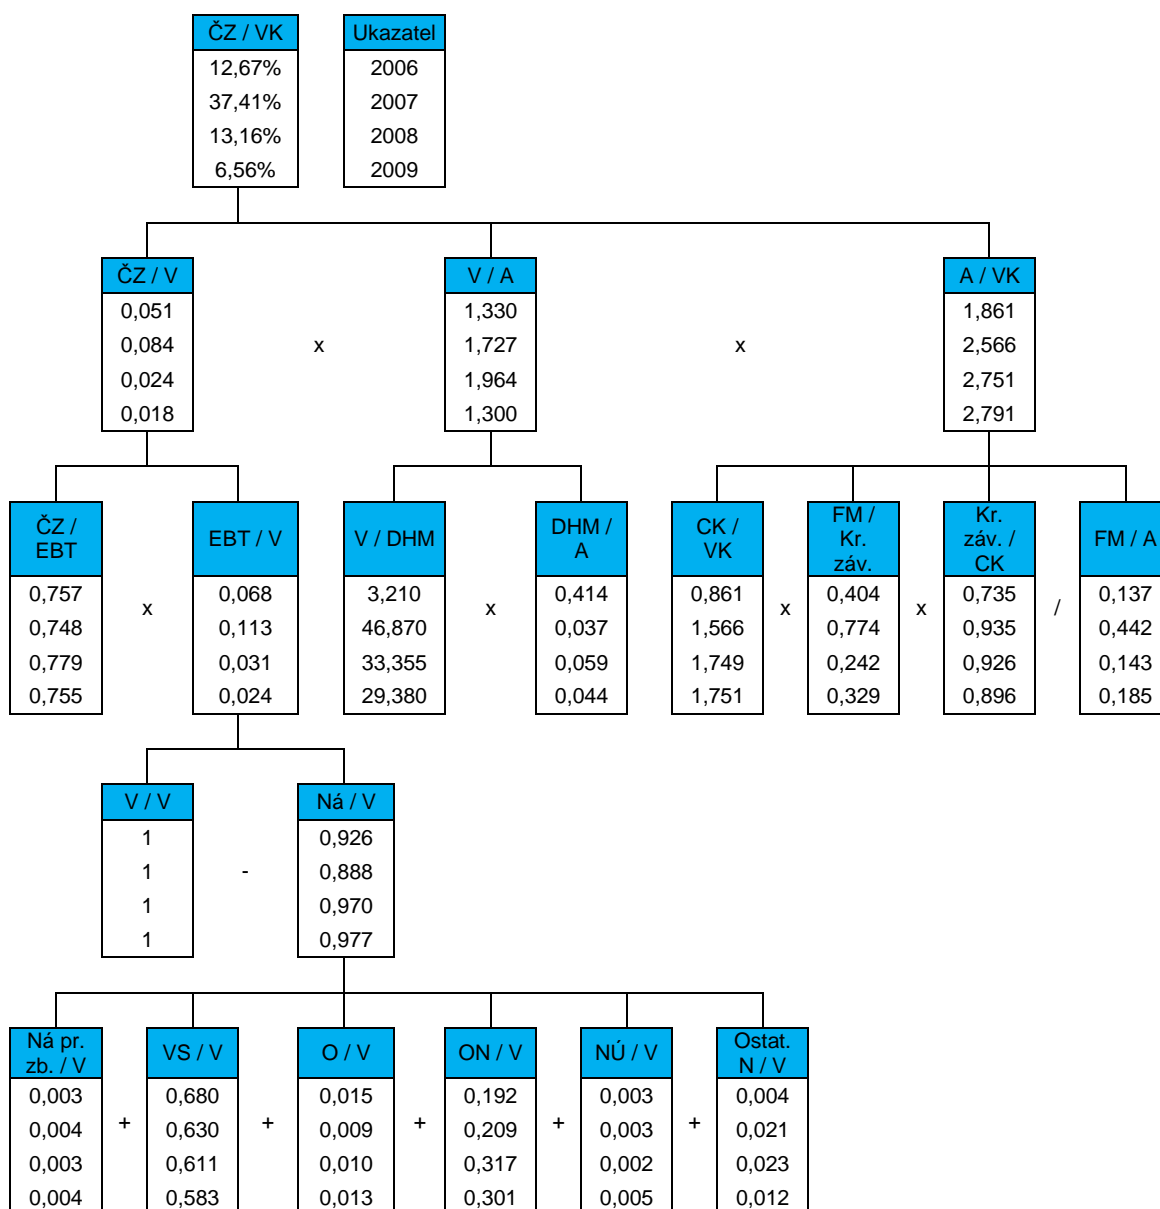 ČZ / VK Ukazatel
12,67% 2006
37,41% 2007
13,16% 2008
6,56% 2009
ČZ / V V / A A / VK
0,051 1,330 1,861
0,084 x 1,727 x 2,566
0,024 1,964 2,751
0,018 1,300 2,791
ČZ / EBT EBT / V V / DHM DHM / A CK / VK FM / Kr. záv. Kr. záv. / CK FM / A
0,757 x 0,068 3,210 x 0,414 0,861 x 0,404 x 0,735 / 0,137
0,748 0,113 46,870 0,037 1,566 0,774 0,935 0,442
0,779 0,031 33,355 0,059 1,749 0,242 0,926 0,143
0,755 0,024 29,380 0,044 1,751 0,329 0,896 0,185
V / V Ná / V
1 0,926
1 - 0,888
1 0,970
1 0,977
Ná pr. zb. / V VS / V O / V ON / V NÚ / V Ostat. N / V
0,003 0,680 0,015 0,192 0,003 0,004
0,004 + 0,630 + 0,009 + 0,209 + 0,003 + 0,021
0,003 0,611 0,010 0,317 0,002 0,023
0,004 0,583 0,013 0,301 0,005 0,012